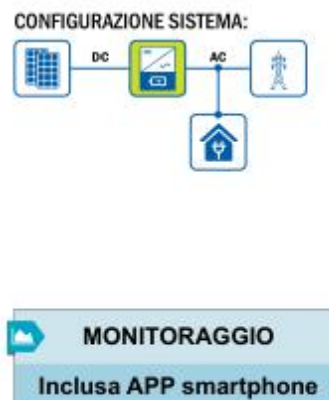 CONFIGURAZIONE SISTEMA:
DC
AC
MONITORAGGIO
Inclusa APP smartphone